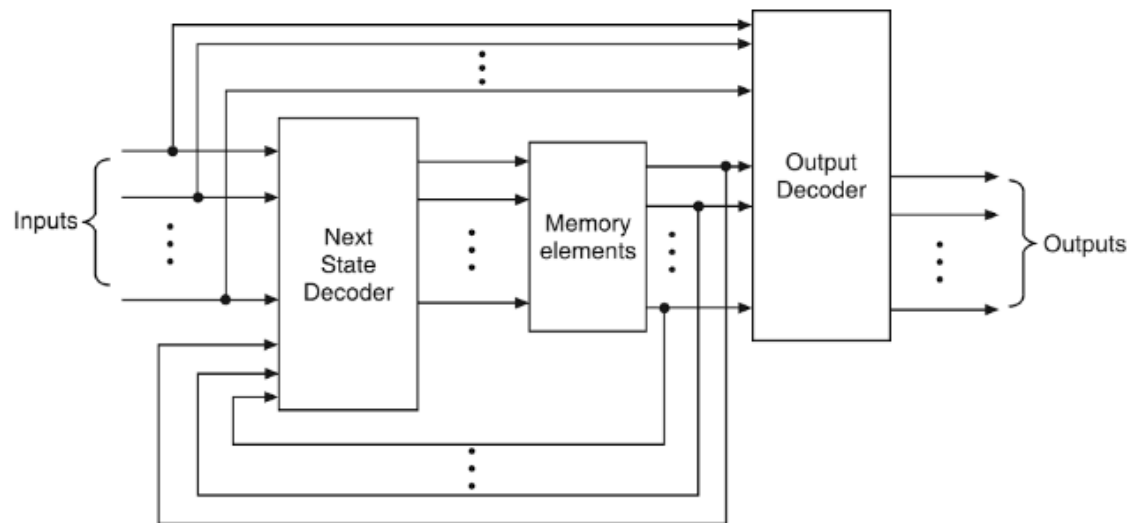 Inputs
Next
State
Decoder
Memory
elements
Output
Decoder
Outputs